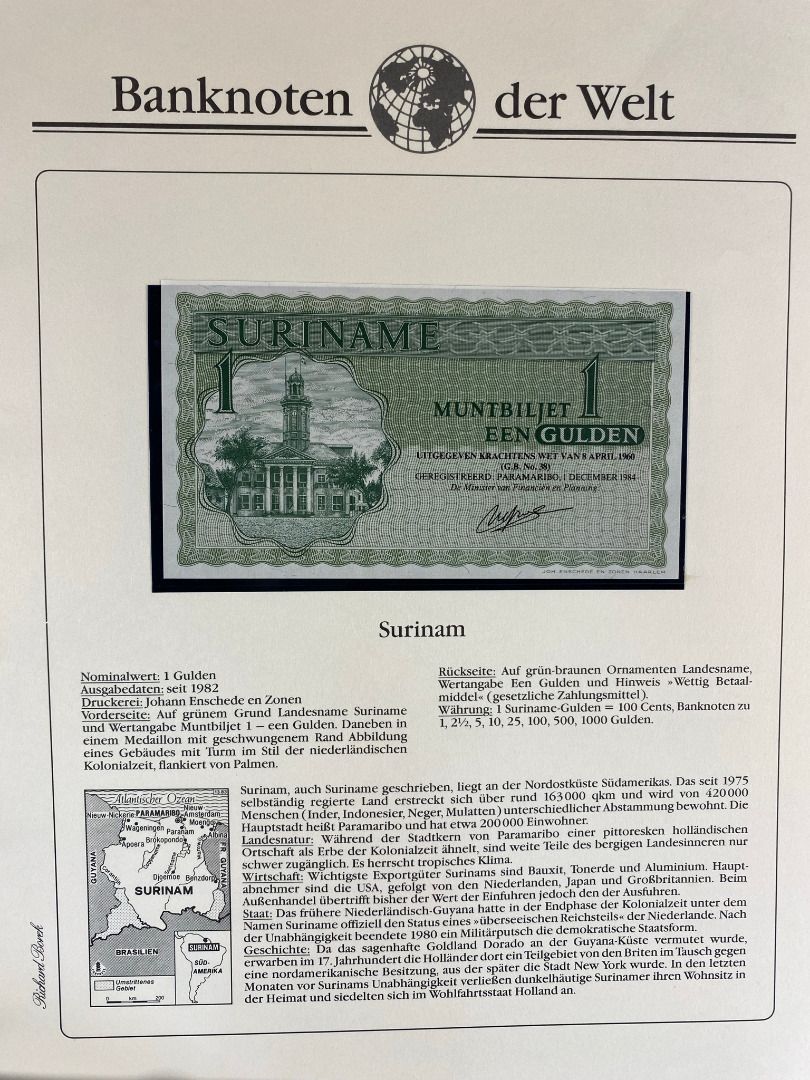 Banknoten der Welt
SURINAME
1
MUNTBILJET 1
EEN GULDEN
UITGEGEVEN KRACHTENS WET VAN 8 APRIL 1960
(G.B. No. 38)
GEREGISTREERD: PARAMARIBO, 1 DECEMBER 1984
De Minister van Financiën en Planning
JOH. ENSCHEDÉ EN ZONEN HAARLEM
Surinam
Nominalwert: 1 Gulden
Ausgabedaten: seit 1982
Druckerei: Johann Enschede en Zonen
Vorderseite: Auf grünem Grund Landesname Suriname
und Wertangabe Muntbiljet 1 – een Gulden. Daneben in
einem Medaillon mit geschwungenem Rand Abbildung
eines Gebäudes mit Turm im Stil der niederländischen
Kolonialzeit, flankiert von Palmen.
Rückseite: Auf grün-braunen Ornamenten Landesname,
Wertangabe Een Gulden und Hinweis »Wettig Betaal-
middel« (gesetzliche Zahlungsmittel).
Währung: 1 Suriname-Gulden = 100 Cents, Banknoten zu
1, 2½, 5, 10, 25, 100, 500, 1000 Gulden.
Atlantischer Ozean
Nieuw-Nickerie PARAMARIBO Nieuw-
Amsterdam
Wageningen
Moengo
Paranam
Albina
Apoera
Brokopondo
GUYANA
FR. GUYANA
Djoemoe
Benzdorp
SURINAM
BRASILIEN
SURINAM
SÜD-
AMERIKA
Umstrittenes
Gebiet
0 km 200
Surinam, auch Suriname geschrieben, liegt an der Nordostküste Südamerikas. Das seit 1975
selbständig regierte Land erstreckt sich über rund 163 000 qkm und wird von 420 000
Menschen (Inder, Indonesier, Neger, Mulatten) unterschiedlicher Abstammung bewohnt. Die
Hauptstadt heißt Paramaribo und hat etwa 200 000 Einwohner.
Landesnatur: Während der Stadtkern von Paramaribo einer pittoresken holländischen
Ortschaft als Erbe der Kolonialzeit ähnelt, sind weite Teile des bergigen Landesinneren nur
schwer zugänglich. Es herrscht tropisches Klima.
Wirtschaft: Wichtigste Exportgüter Surinams sind Bauxit, Tonerde und Aluminium. Haupt-
abnehmer sind die USA, gefolgt von den Niederlanden, Japan und Großbritannien. Beim
Außenhandel übertrifft bisher der Wert der Einfuhren jedoch den der Ausfuhren.
Staat: Das frühere Niederländisch-Guyana hatte in der Endphase der Kolonialzeit unter dem
Namen Suriname offiziell den Status eines »überseeischen Reichsteils« der Niederlande. Nach
der Unabhängigkeit beendete 1980 ein Militärputsch die demokratische Staatsform.
Geschichte: Da das sagenhafte Goldland Dorado an der Guyana-Küste vermutet wurde,
erwarben im 17. Jahrhundert die Holländer dort ein Teilgebiet von den Briten im Tausch gegen
eine nordamerikanische Besitzung, aus der später die Stadt New York wurde. In den letzten
Monaten vor Surinams Unabhängigkeit verließen dunkelhäutige Surinamer ihren Wohnsitz in
der Heimat und siedelten sich im Wohlfahrtsstaat Holland an.
Richard Borek